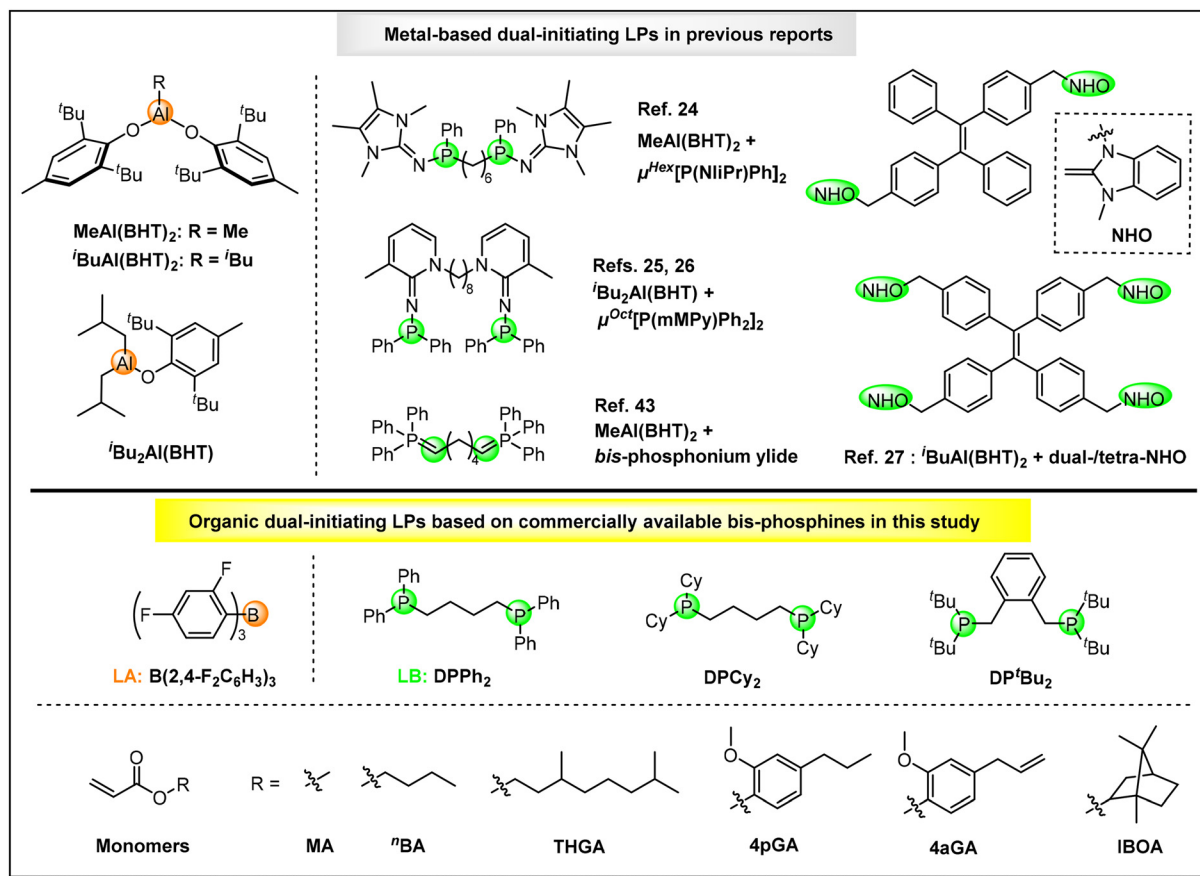 Metal-based dual-initiating LPs in previous reports
R
Al
O
O
ᵗBu
ᵗBu
ᵗBu
ᵗBu
MeAl(BHT)₂: R = Me
ⁱBuAl(BHT)₂: R = ⁱBu
ᵗBu
Al
O
ᵗBu
ⁱBu₂Al(BHT)
N
N
N
Ph
P
6
Ph
P
N
N
N
Ref. 24
MeAl(BHT)₂ +
μᴴᵉˣ[P(NIiPr)Ph]₂
N
8
N
N
N
P
P
Ph
Ph
Ph
Ph
Refs. 25, 26
ⁱBu₂Al(BHT) +
μᴼᶜᵗ[P(mMPy)Ph₂]₂
Ph
Ph
P
Ph
4
Ph
P
Ph
Ph
Ref. 43
MeAl(BHT)₂ +
bis-phosphonium ylide
NHO
NHO
N
N
NHO
NHO
NHO
NHO
NHO
Ref. 27 : ⁱBuAl(BHT)₂ + dual-/tetra-NHO
Organic dual-initiating LPs based on commercially available bis-phosphines in this study
F
F
B
3
LA: B(2,4-F₂C₆H₃)₃
Ph
P
Ph
P
Ph
Ph
LB: DPPh₂
Cy
P
Cy
P
Cy
Cy
DPCy₂
ᵗBu
P
ᵗBu
ᵗBu
P
ᵗBu
DPᵗBu₂
O
O
R
Monomers
R =
MA
ⁿBA
THGA
O
4pGA
O
4aGA
IBOA